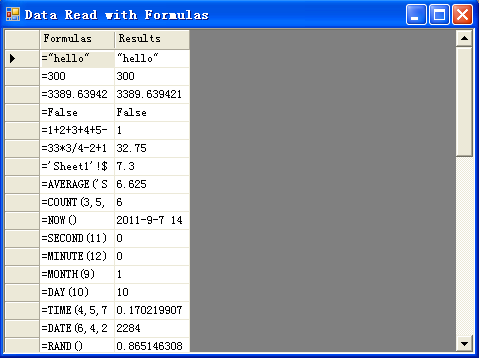 Data Read with Formulas
Formulas Results
="hello" "hello"
=300 300
=3389.63942 3389.639421
=False False
=1+2+3+4+5- 1
=33*3/4-2+1 32.75
='Sheet1'!$ 7.3
=AVERAGE('S 6.625
=COUNT(3,5, 6
=NOW() 2011-9-7 14
=SECOND(11) 0
=MINUTE(12) 0
=MONTH(9) 1
=DAY(10) 10
=TIME(4,5,7 0.170219907
=DATE(6,4,2 2284
=RAND() 0.865146308